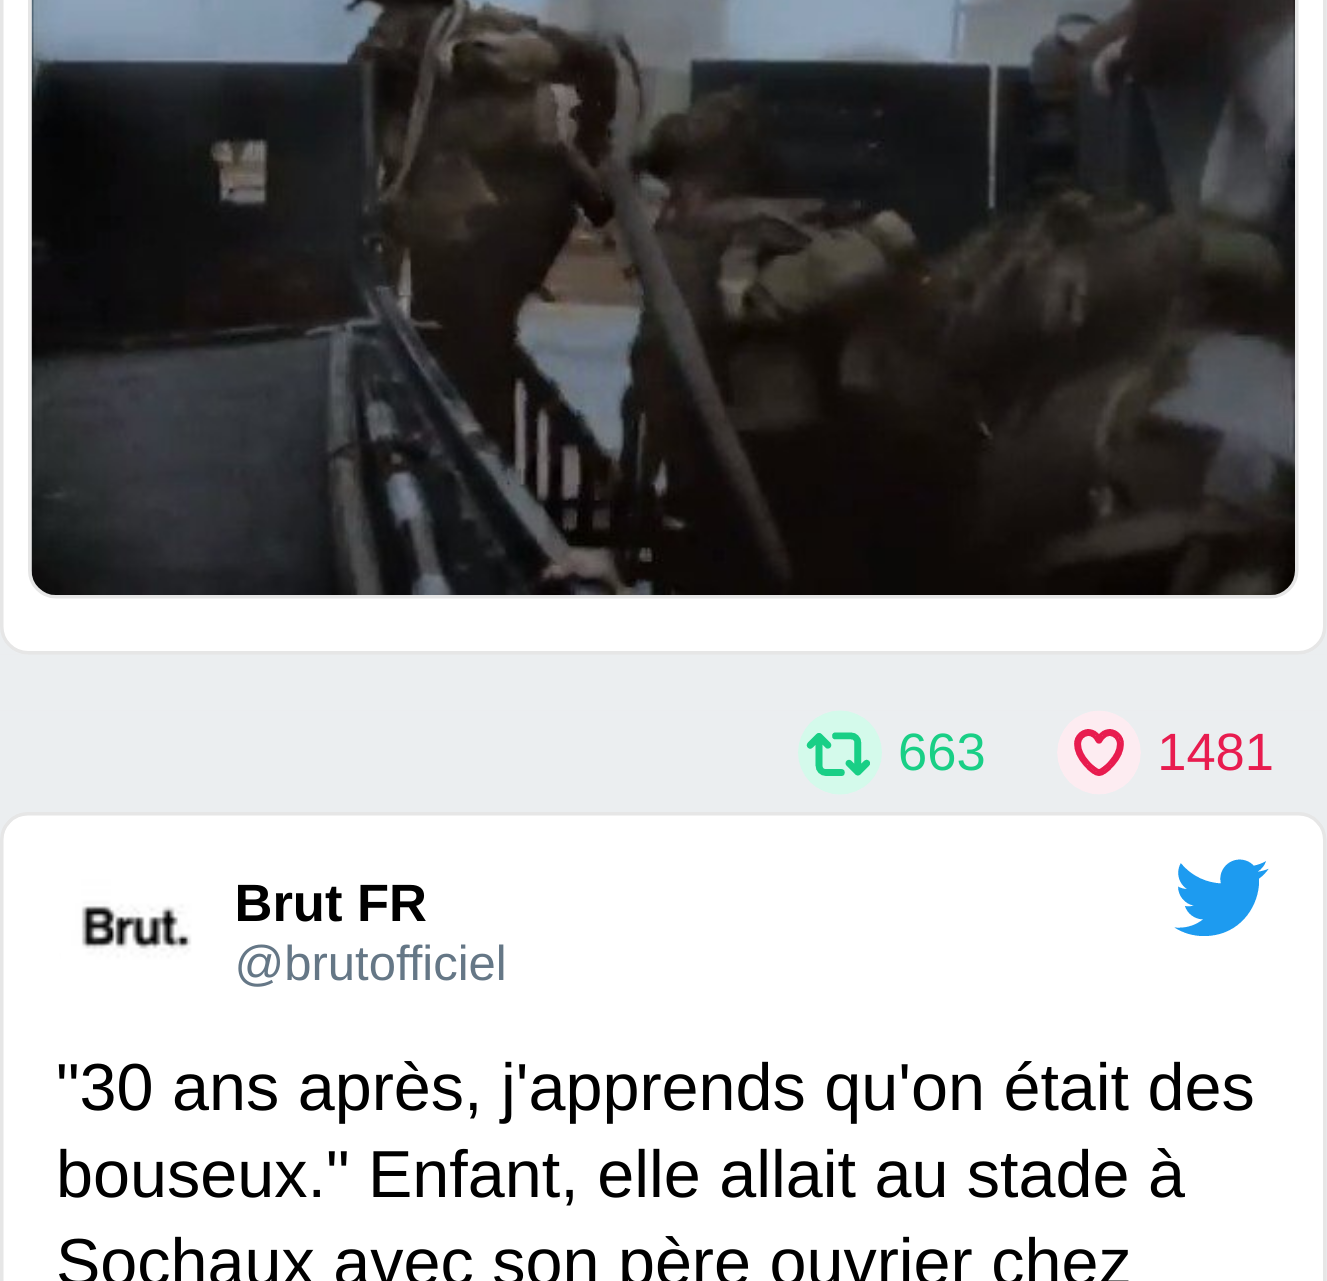 663 1481
Brut.
Brut FR
@brutofficiel
"30 ans après, j'apprends qu'on était des
bouseux." Enfant, elle allait au stade à
Sochaux avec son père ouvrier chez